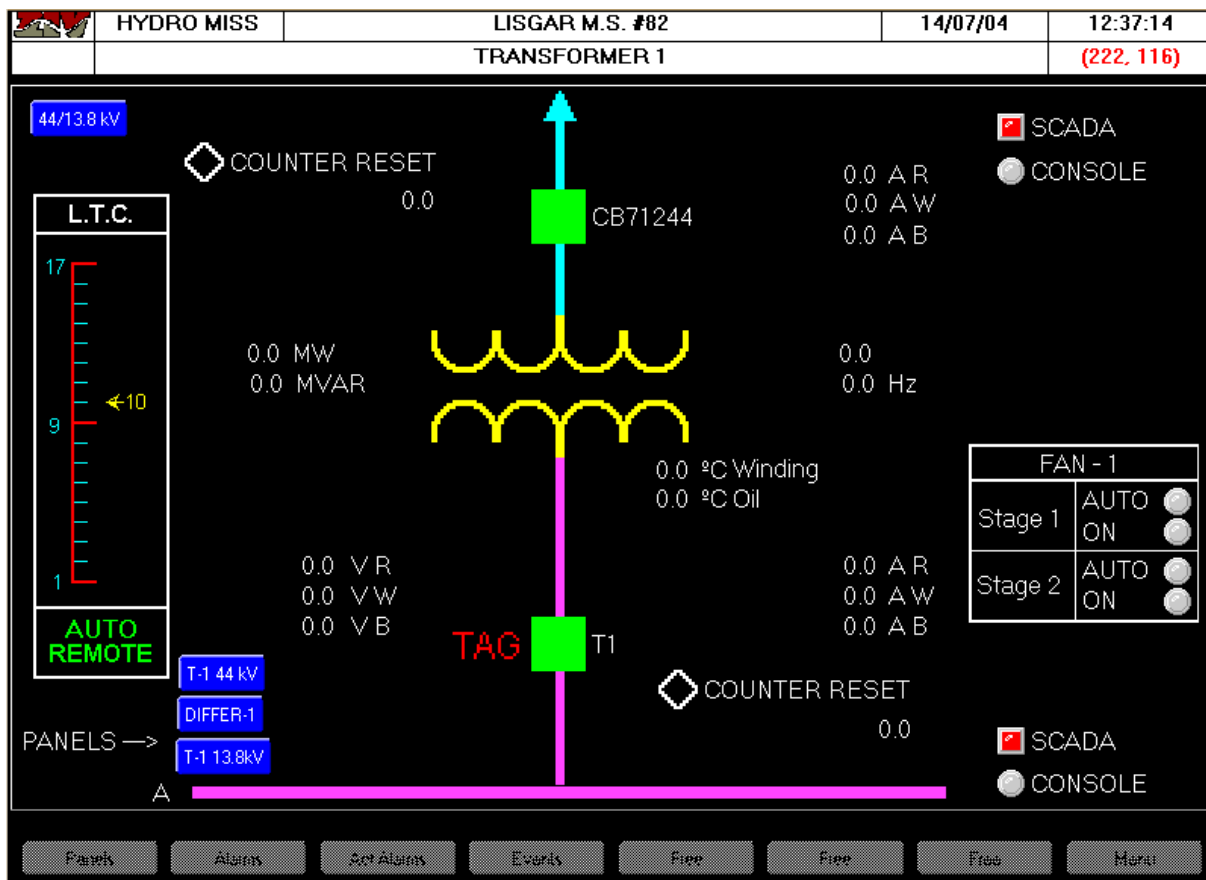 HYDRO MISS LISGAR M.S. #82 14/07/04 12:37:14
TRANSFORMER 1 (222, 116)
44/13.8 kV
COUNTER RESET
0.0
CB71244
0.0 A R
0.0 A W
0.0 A B
SCADA
CONSOLE
L.T.C.
17
10
9
1
AUTO
REMOTE
0.0 MW
0.0 MVAR
0.0
0.0 Hz
0.0 ºC Winding
0.0 ºC Oil
FAN - 1
Stage 1 AUTO
ON
Stage 2 AUTO
ON
0.0 V R
0.0 V W
0.0 V B
TAG T1
0.0 A R
0.0 A W
0.0 A B
COUNTER RESET
0.0
T-1 44 kV
DIFFER-1
PANELS —>
T-1 13.8kV
A
SCADA
CONSOLE
Panels Alarms Act Alarms Events Free Free Free Menu